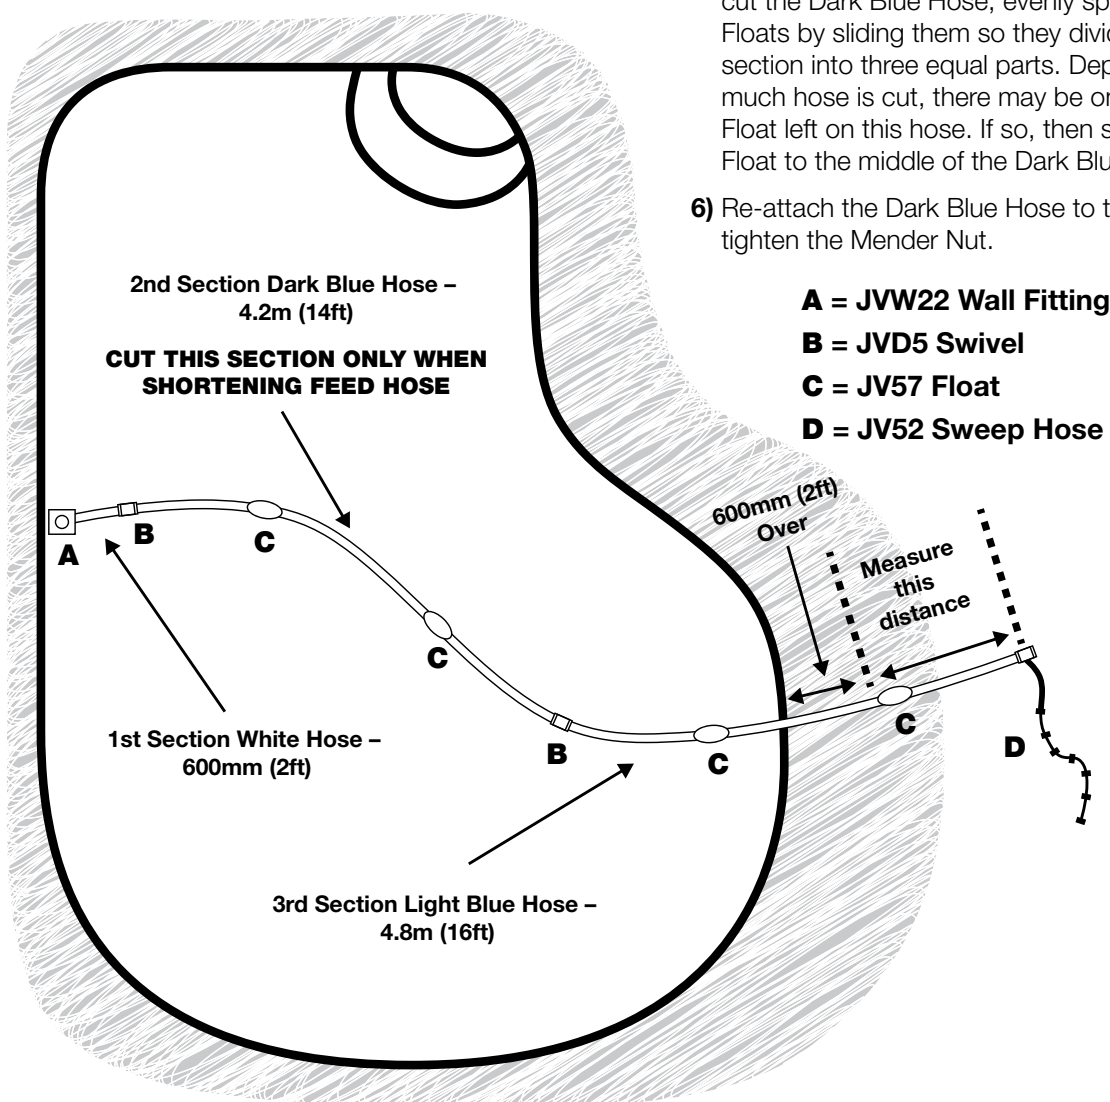 cut the Dark Blue Hose, evenly
Floats by sliding them so they
section into three equal parts.
much hose is cut, there may be
Float left on this hose. If so, then
Float to the middle of the Dark
6) Re-attach the Dark Blue Hose to
tighten the Mender Nut.
A = JVW22 Wall Fitting
B = JVD5 Swivel
C = JV57 Float
D = JV52 Sweep Hose
2nd Section Dark Blue Hose –
4.2m (14ft)
CUT THIS SECTION ONLY WHEN
SHORTENING FEED HOSE
600mm (2ft)
Over
Measure
this
distance
A
B
C
C
B
C
C
D
1st Section White Hose –
600mm (2ft)
3rd Section Light Blue Hose –
4.8m (16ft)